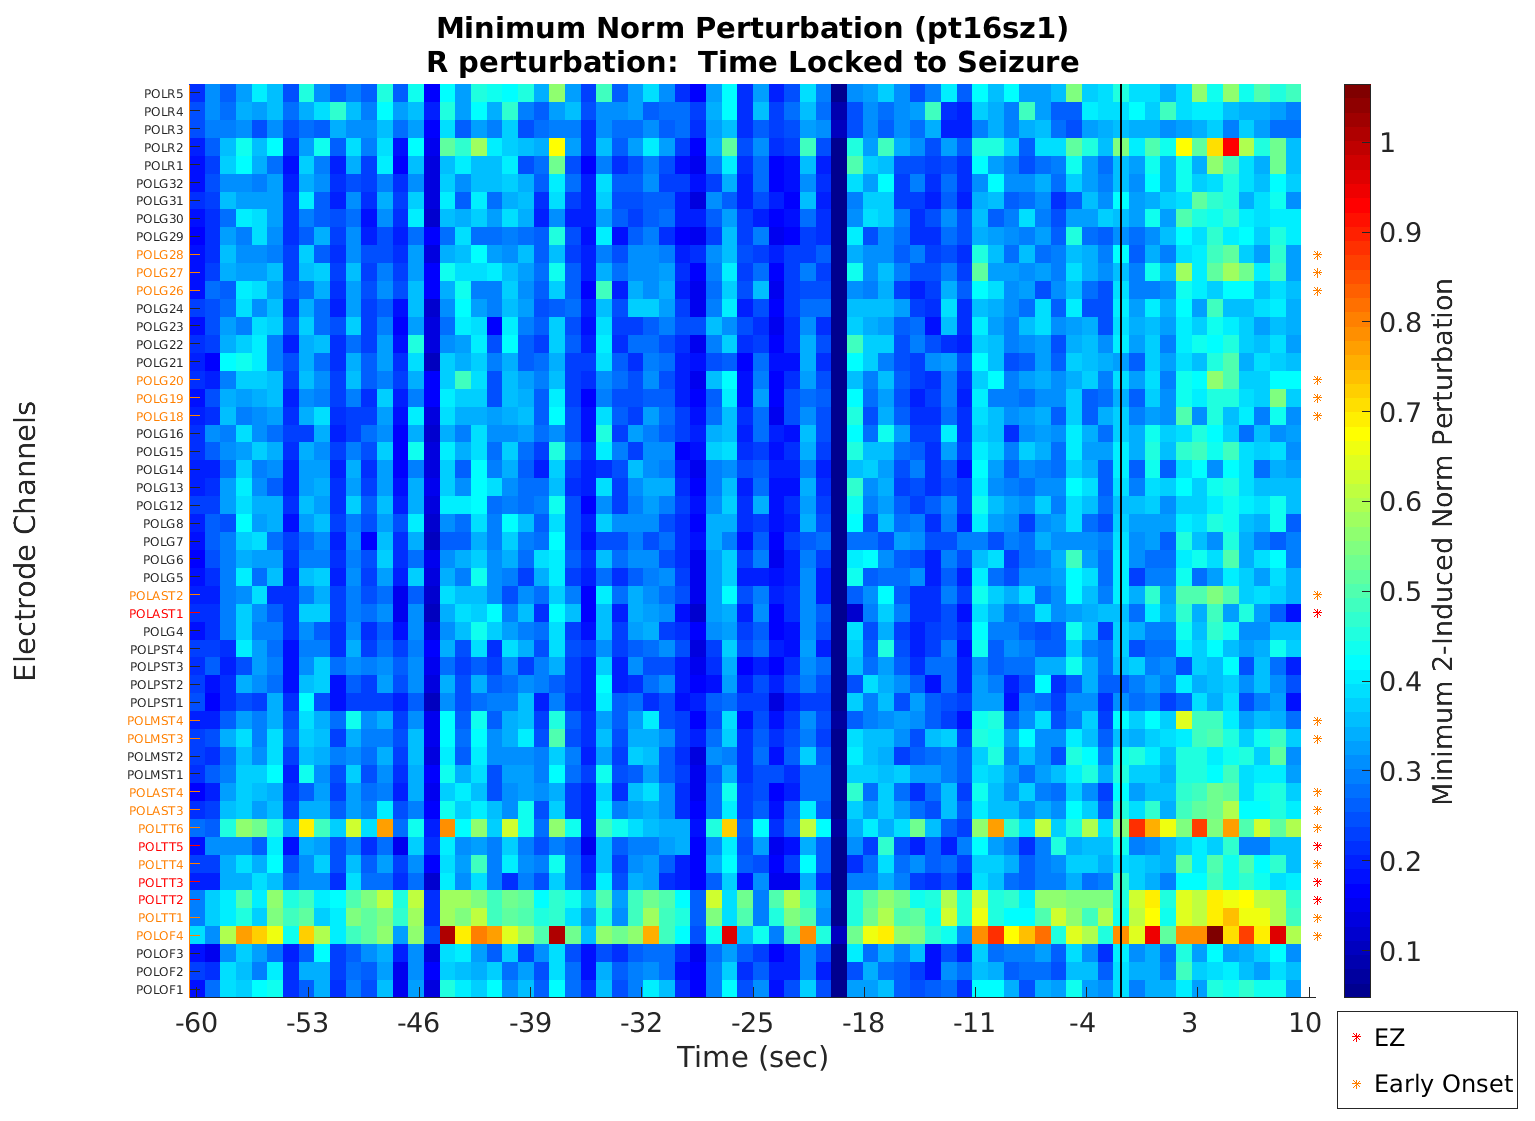 Minimum Norm Perturbation (pt16sz1)
R perturbation:  Time Locked to Seizure
Electrode Channels
POLR5
POLR4
POLR3
POLR2
POLR1
POLG32
POLG31
POLG30
POLG29
POLG28
POLG27
POLG26
POLG24
POLG23
POLG22
POLG21
POLG20
POLG19
POLG18
POLG16
POLG15
POLG14
POLG13
POLG12
POLG8
POLG7
POLG6
POLG5
POLAST2
POLAST1
POLG4
POLPST4
POLPST3
POLPST2
POLPST1
POLMST4
POLMST3
POLMST2
POLMST1
POLAST4
POLAST3
POLTT6
POLTT5
POLTT4
POLTT3
POLTT2
POLTT1
POLOF4
POLOF3
POLOF2
POLOF1
-60 -53 -46 -39 -32 -25 -18 -11 -4 3 10
Time (sec)
1
0.9
0.8
0.7
0.6
0.5
0.4
0.3
0.2
0.1
Minimum 2-Induced Norm Perturbation
EZ
Early Onset